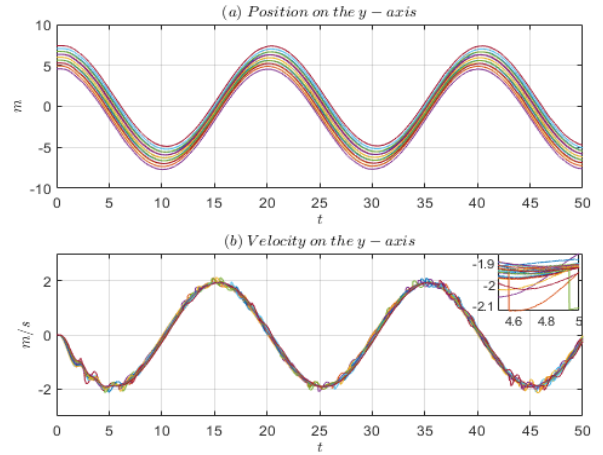 (a) Position on the y − axis
10
5
0
-5
-10
m
0 5 10 15 20 25 30 35 40 45 50
t
(b) Velocity on the y − axis
2
0
-2
m/s
-1.9
-2
-2.1
4.6 4.8 5
0 5 10 15 20 25 30 35 40 45 50
t